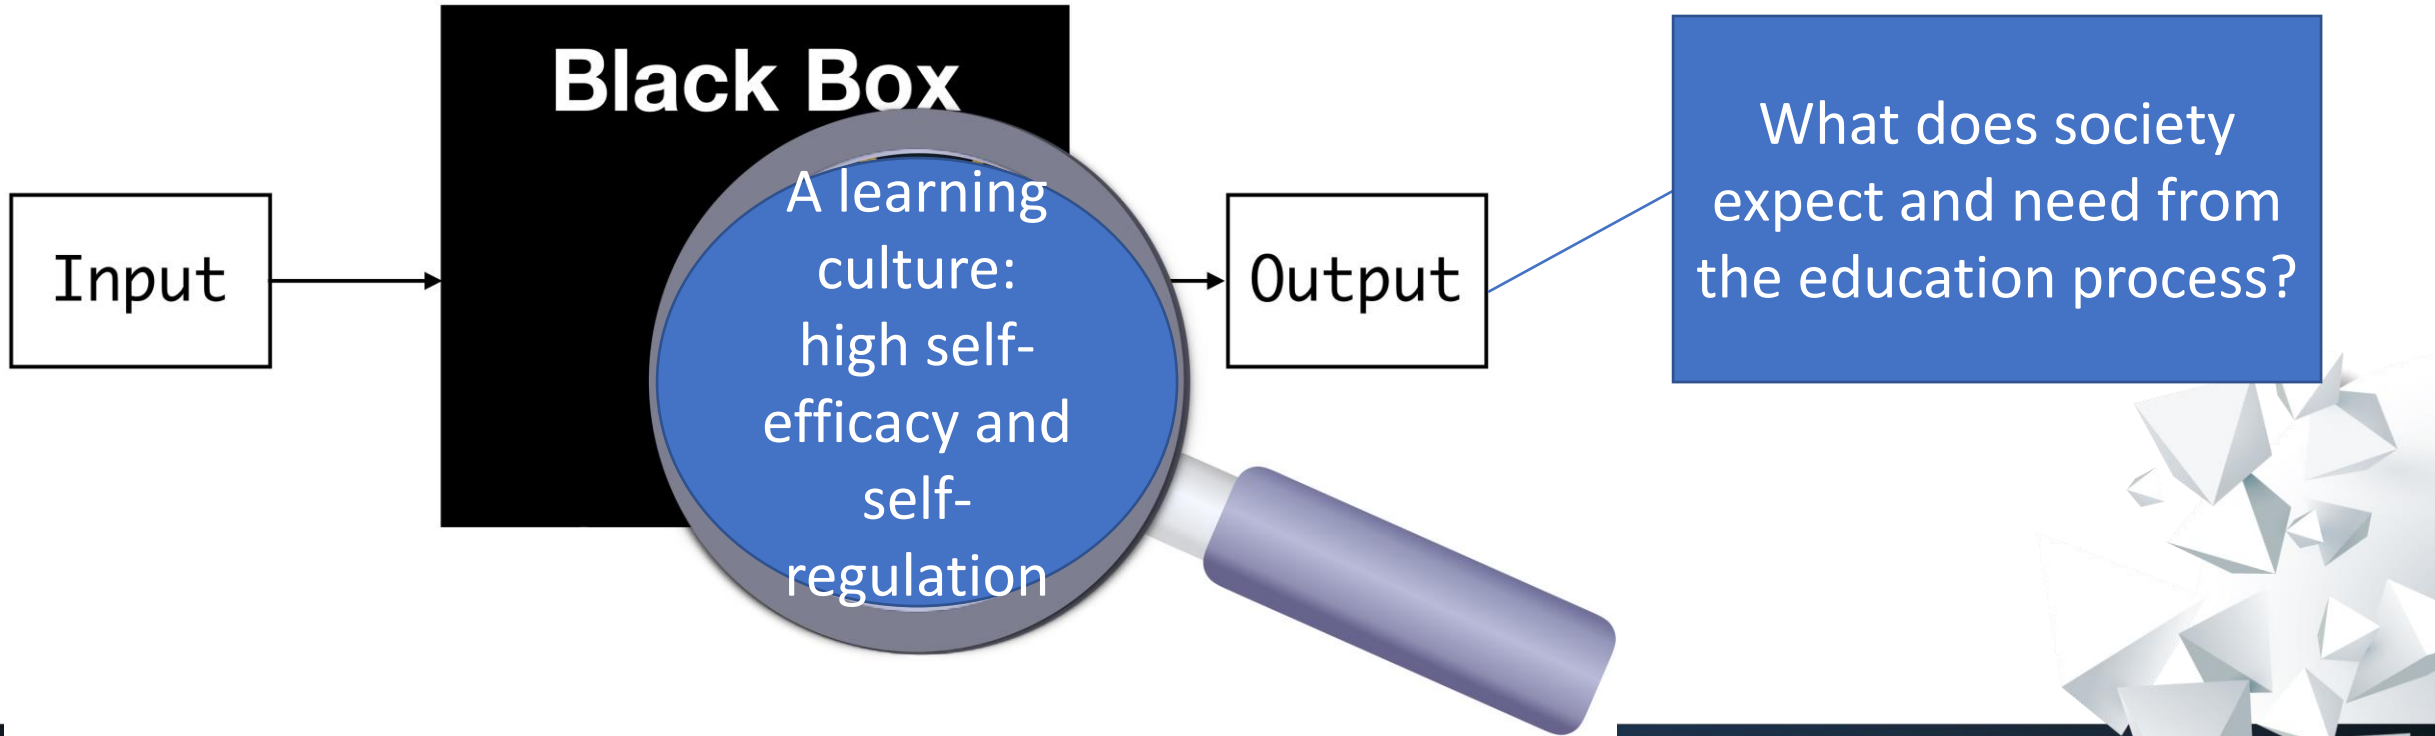 Black Box
Input
A learning
culture:
high self-
efficacy and
self-
regulation
Output
What does society
expect and need from
the education process?